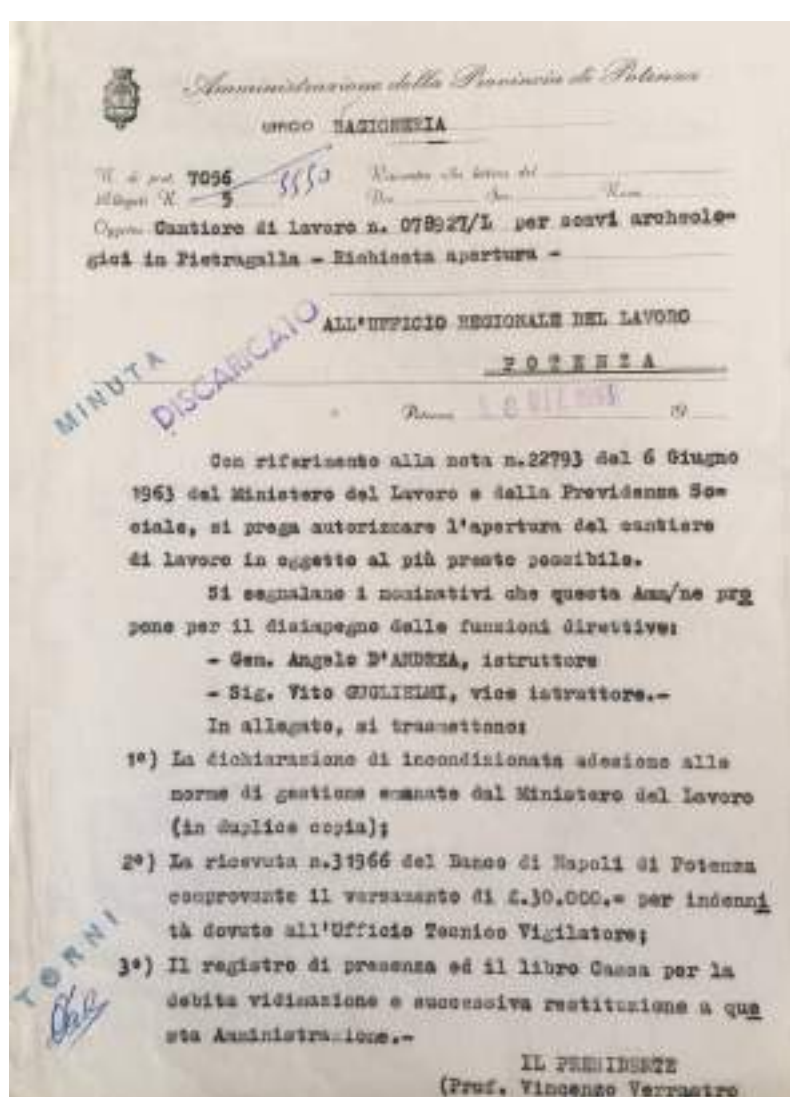 Amministrazione della Provincia di Potenza
UFFICIO RAGIONERIA
N. di prot. 7096 5550 Riscontro alla lettera del
Allegati N. 5 Div. Sez. Num.
Oggetto Cantiere di lavoro n. 078927/L per scavi archeolo=
gici in Pietragalla - Richiesta apertura -
ALL'UFFICIO REGIONALE DEL LAVORO
POTENZA
MINUTA
DISCARICATO
Potenza 19
Con riferimento alla nota n.22793 del 6 Giugno
1963 del Ministero del Lavoro e della Previdenza So=
ciale, si prega autorizzare l'apertura del cantiere
di lavoro in oggetto al più presto possibile.
Si segnalano i nominativi che questa Amm/ne pro
pone per il disimpegno delle funzioni direttive:
- Gen. Angelo D'ANDREA, istruttore
- Sig. Vito GUGLIELMI, vice istruttore.-
In allegato, si trasmettono:
1°) La dichiarazione di incondizionata adesione alle
norme di gestione emanate dal Ministero del Lavoro
(in duplice copia);
2°) La ricevuta n.31966 del Banco di Napoli di Potenza
comprovante il versamento di £.30.000.= per indenni
tà dovute all'Ufficio Tecnico Vigilatore;
3°) Il registro di presenza ed il libro Cassa per la
debita vidimazione e successiva restituzione a que
sta Amministrazione.-
TORNI
IL PRESIDENTE
(Prof. Vincenzo Verrastro